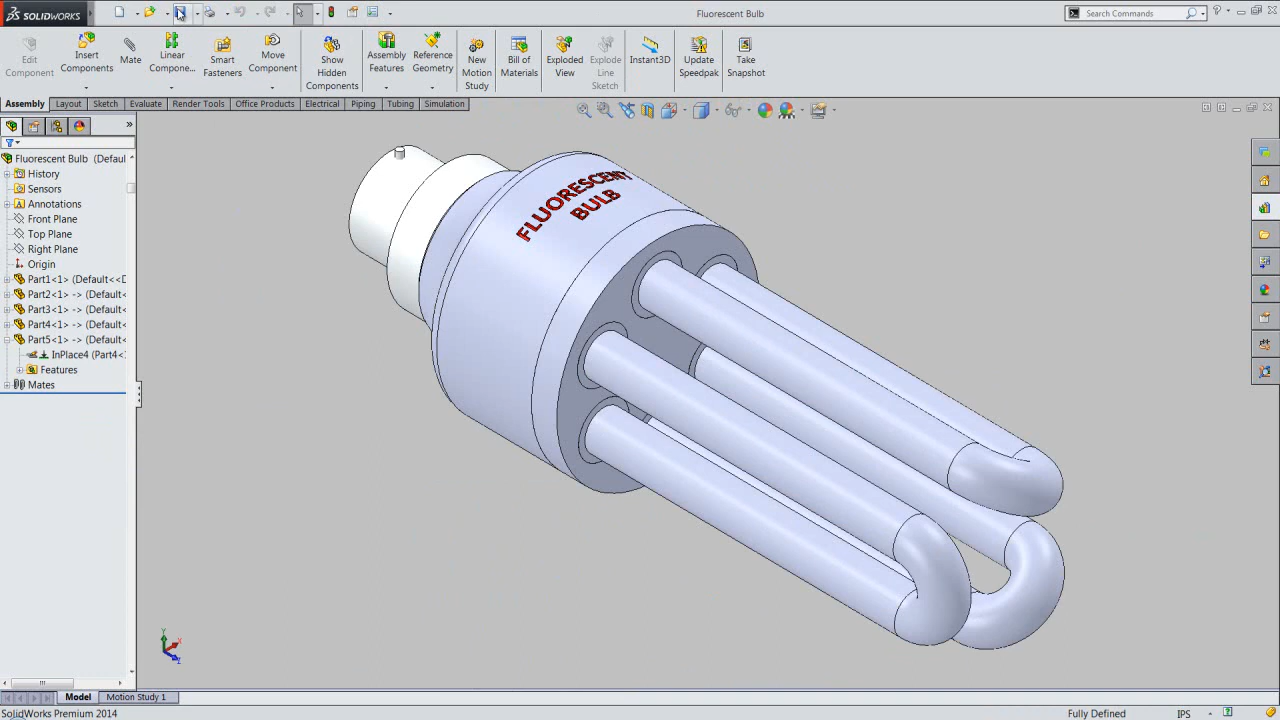 SOLIDWORKS
Fluorescent Bulb
Search Commands
Edit Component
Insert Components
Mate
Linear Compone...
Smart Fasteners
Move Component
Show Hidden Components
Assembly Features
Reference Geometry
New Motion Study
Bill of Materials
Exploded View
Explode Line Sketch
Instant3D
Update Speedpak
Take Snapshot
Assembly
Layout
Sketch
Evaluate
Render Tools
Office Products
Electrical
Piping
Tubing
Simulation
Fluorescent Bulb (Defaul
History
Sensors
Annotations
Front Plane
Top Plane
Right Plane
Origin
Part1<1> (Default<<D
Part2<1> -> (Default<
Part3<1> -> (Default<
Part4<1> -> (Default<
Part5<1> -> (Default<
InPlace4 (Part4<
Features
Mates
FLUORESCENT
BULB
Model
Motion Study 1
SolidWorks Premium 2014
Fully Defined
IPS